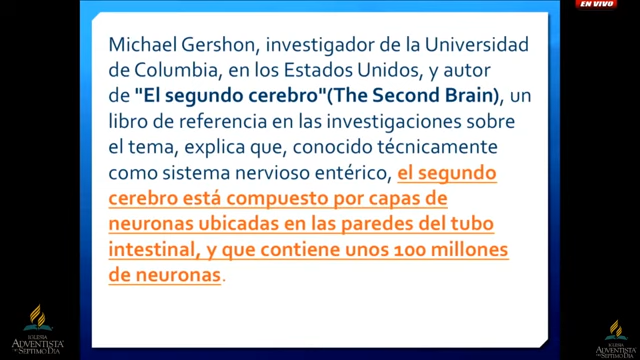 EN VIVO
Michael Gershon, investigador de la Universidad
de Columbia, en los Estados Unidos, y autor
de "El segundo cerebro"(The Second Brain), un
libro de referencia en las investigaciones sobre
el tema, explica que, conocido técnicamente
como sistema nervioso entérico, el segundo
cerebro está compuesto por capas de
neuronas ubicadas en las paredes del tubo
intestinal, y que contiene unos 100 millones
de neuronas.
IGLESIA
ADVENTISTA
DEL SÉPTIMO DÍA
IGLESIA
ADVENTISTA
DEL SÉPTIMO DÍA